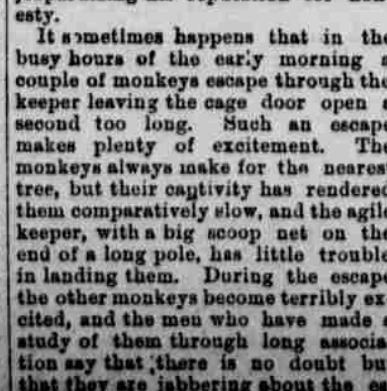 esty.
It sometimes happens that in the
busy hours of the early morning a
couple of monkeys escape through the
keeper leaving the cage door open a
second too long. Such an escape
makes plenty of excitement. The
monkeys always make for the neares
tree, but their captivity has rendere
them comparatively slow, and the agile
keeper, with a big scoop net on the
end of a long pole, has little trouble
in landing them. During the escape
the other monkeys become terribly ex
cited, and the men who have made a
study of them through long associa
tion say that there is no doubt bu
that they are jabbering about the